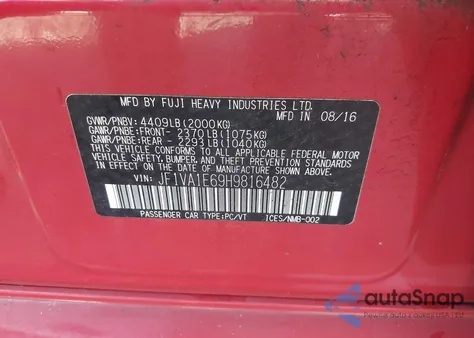 MFD BY FUJI HEAVY INDUSTRIES LTD.
MFD IN 08/16
GVWR/PNBV: 4409LB (2000KG)
GAWR/PNBE:FRONT- 2370LB (1075KG)
GAWR/PNBE:REAR - 2293LB (1040KG)
THIS VEHICLE CONFORMS TO ALL APPLICABLE FEDERAL MOTOR
VEHICLE SAFETY, BUMPER, AND THEFT PREVENTION STANDARDS
IN EFFECT ON THE DATE OF MANUFACTURE SHOWN ABOVE.
VIN: JF1VA1E69H9816482
PASSENGER CAR TYPE:PC/VT ICES/NMB-002
autoSnap